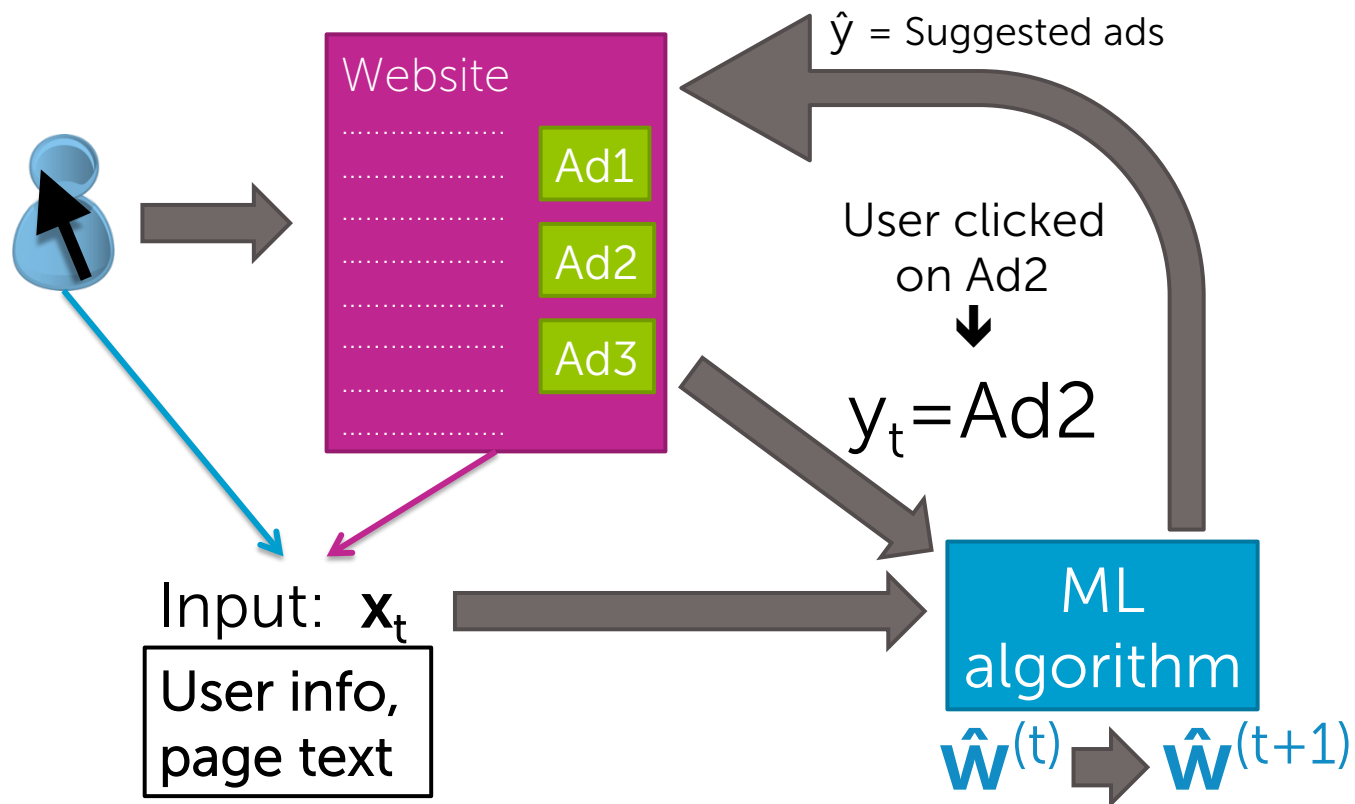 ŷ = Suggested ads
Website
Ad1
Ad2
Ad3
User clicked
on Ad2
yₜ=Ad2
Input: xₜ
User info,
page text
ML
algorithm
ŵ⁽ᵗ⁾ ŵ⁽ᵗ⁺¹⁾